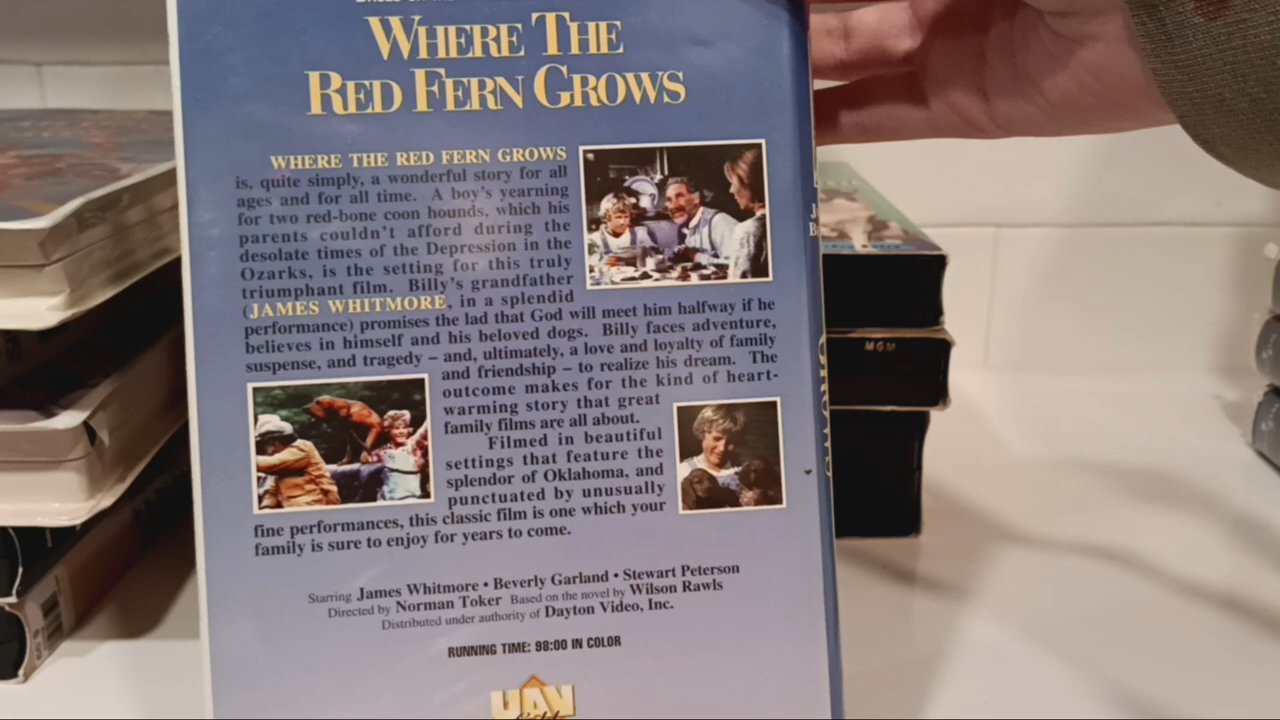 WHERE THE
RED FERN GROWS
WHERE THE RED FERN GROWS
is, quite simply, a wonderful story for all
ages and for all time. A boy's yearning
for two red-bone coon hounds, which his
parents couldn't afford during the
desolate times of the Depression in the
Ozarks, is the setting for this truly
triumphant film. Billy's grandfather
(JAMES WHITMORE, in a splendid
performance) promises the lad that God will meet him halfway if he
believes in himself and his beloved dogs. Billy faces adventure,
suspense, and tragedy – and, ultimately, a love and loyalty of family
and friendship – to realize his dream. The
outcome makes for the kind of heart-
warming story that great
family films are all about.
Filmed in beautiful
settings that feature the
splendor of Oklahoma, and
punctuated by unusually
fine performances, this classic film is one which your
family is sure to enjoy for years to come.
Starring James Whitmore • Beverly Garland • Stewart Peterson
Directed by Norman Toker Based on the novel by Wilson Rawls
Distributed under authority of Dayton Video, Inc.
RUNNING TIME: 98:00 IN COLOR
UAV
MGM